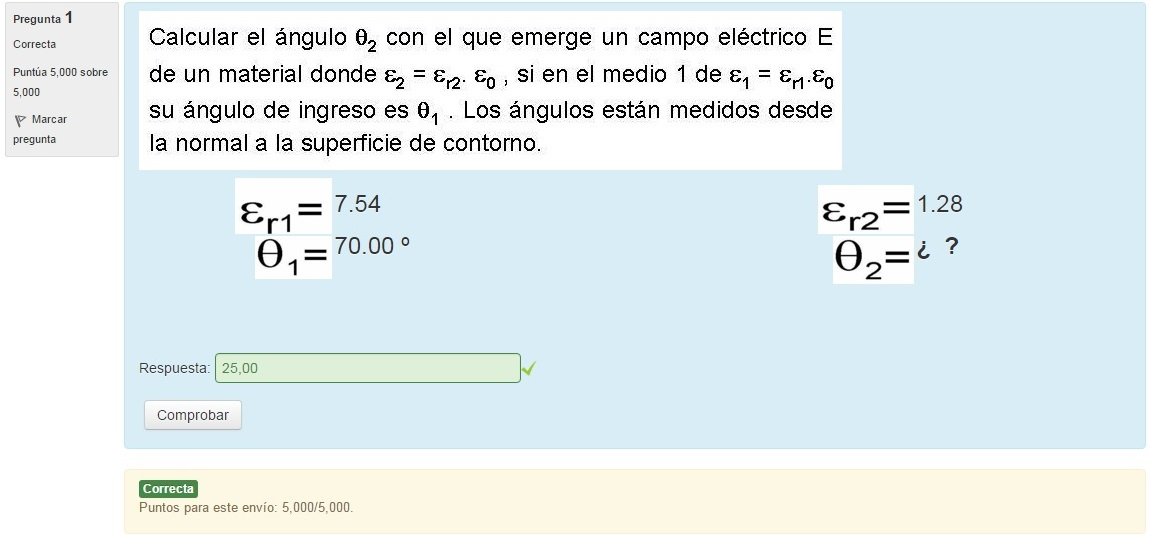 Pregunta 1
Correcta
Puntúa 5,000 sobre
5,000
Marcar
pregunta
Calcular el ángulo θ₂ con el que emerge un campo eléctrico E
de un material donde ε₂ = εᵣ₂. ε₀ , si en el medio 1 de ε₁ = εᵣ₁.ε₀
su ángulo de ingreso es θ₁ . Los ángulos están medidos desde
la normal a la superficie de contorno.
εᵣ₁= 7.54
εᵣ₂= 1.28
θ₁= 70.00 º
θ₂= ¿ ?
Respuesta: 25,00
Comprobar
Correcta
Puntos para este envío: 5,000/5,000.